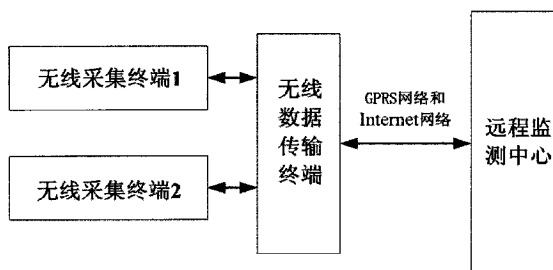 无线采集终端1
无线采集终端2
无线
数据
传输
终端
GPRS网络和
Internet网络
远程监
测中心